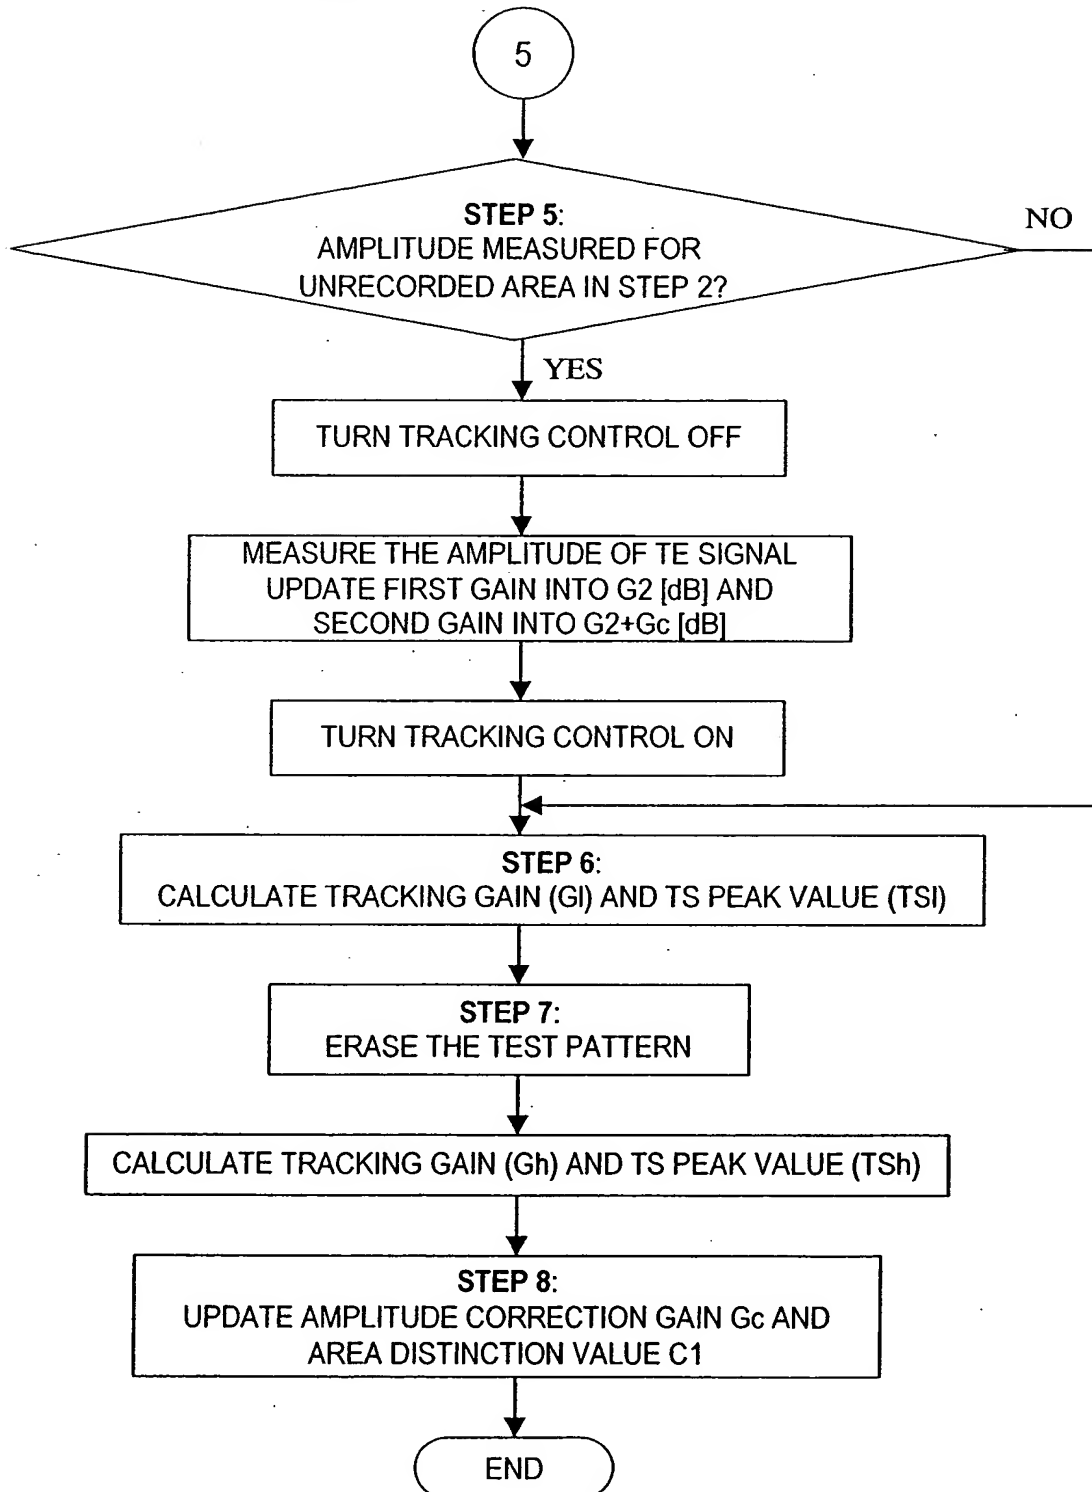 5
STEP 5:
AMPLITUDE MEASURED FOR
UNRECORDED AREA IN STEP 2?
NO
YES
TURN TRACKING CONTROL OFF
MEASURE THE AMPLITUDE OF TE SIGNAL
UPDATE FIRST GAIN INTO G2 [dB] AND
SECOND GAIN INTO G2+Gc [dB]
TURN TRACKING CONTROL ON
STEP 6:
CALCULATE TRACKING GAIN (Gl) AND TS PEAK VALUE (TSl)
STEP 7:
ERASE THE TEST PATTERN
CALCULATE TRACKING GAIN (Gh) AND TS PEAK VALUE (TSh)
STEP 8:
UPDATE AMPLITUDE CORRECTION GAIN Gc AND
AREA DISTINCTION VALUE C1
END